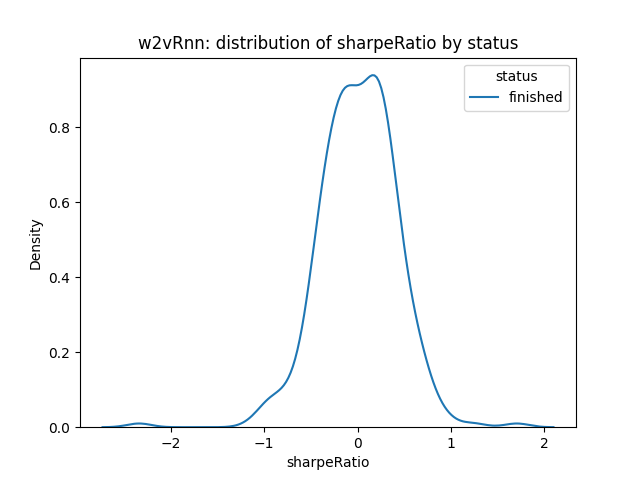 w2vRnn: distribution of sharpeRatio by status
status
finished
Density
0.8
0.6
0.4
0.2
0.0
−2
−1
0
1
2
sharpeRatio